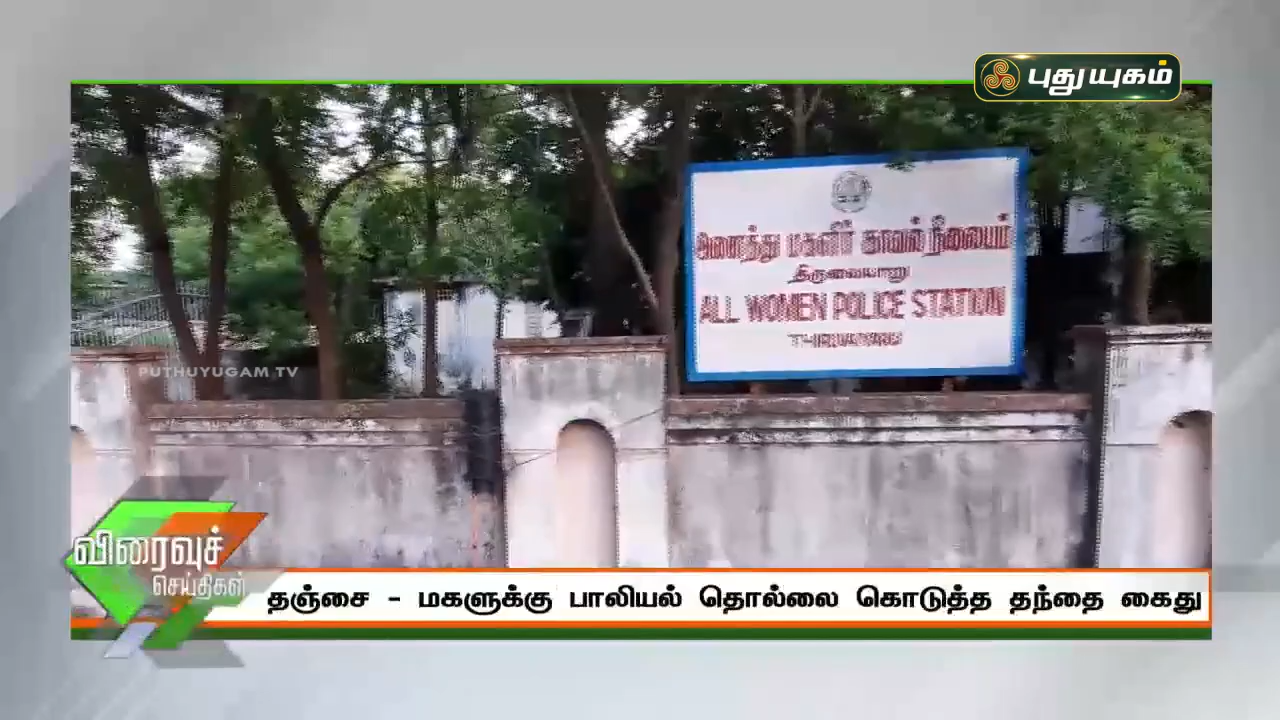 புதுயுகம்
அனைத்து மகளிர் காவல் நிலையம்
திருவையாறு
ALL WOMEN POLICE STATION
PUTHUYUGAM TV
விரைவுச்
செய்திகள்
தஞ்சை - மகளுக்கு பாலியல் தொல்லை கொடுத்த தந்தை கைது